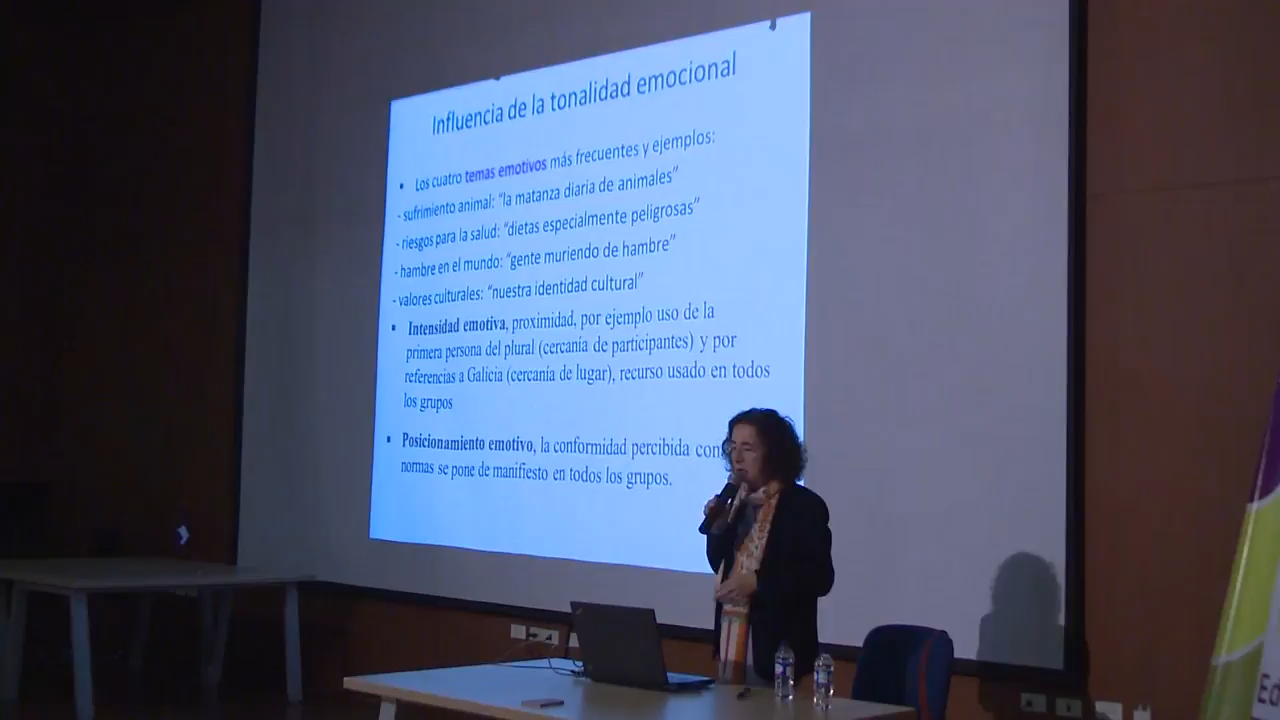 Influencia de la tonalidad emocional
▪ Los cuatro temas emotivos más frecuentes y ejemplos:
- sufrimiento animal: "la matanza diaria de animales"
- riesgos para la salud: "dietas especialmente peligrosas"
- hambre en el mundo: "gente muriendo de hambre"
- valores culturales: "nuestra identidad cultural"
▪ Intensidad emotiva, proximidad, por ejemplo uso de la
primera persona del plural (cercanía de participantes) y por
referencias a Galicia (cercanía de lugar), recurso usado en todos
los grupos
▪ Posicionamiento emotivo, la conformidad percibida con
normas se pone de manifiesto en todos los grupos.